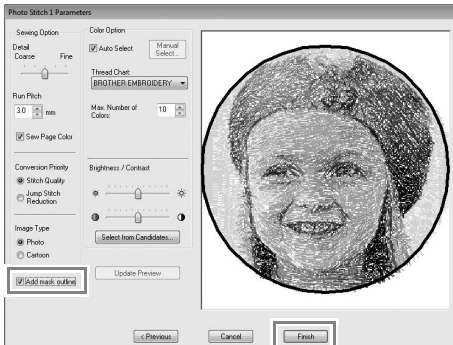 Photo Stitch 1 Parameters
Sewing Option
Detail
Coarse Fine
Run Pitch
3.0 mm
Sew Page Color
Conversion Priority
Stitch Quality
Jump Stitch
Reduction
Image Type
Photo
Cartoon
Add mask outline
Color Option
Auto Select
Manual
Select...
Thread Chart:
BROTHER EMBROIDERY
Max. Number of
Colors:
10
Brightness / Contrast
Select from Candidates...
Update Preview
< Previous
Cancel
Finish